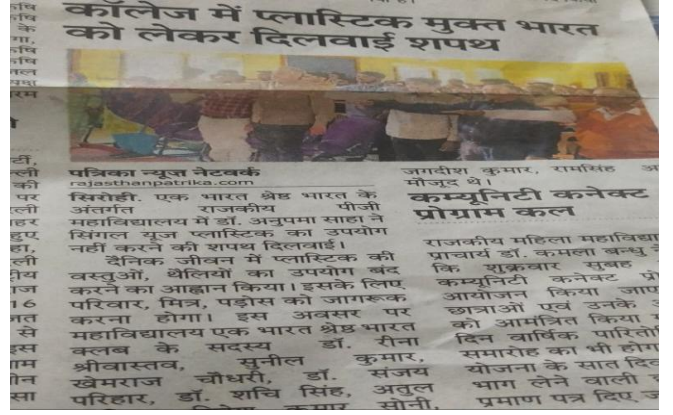 कॉलेज में प्लास्टिक मुक्त भारत
को लेकर दिलवाई शपथ
पत्रिका न्यूज नेटवर्क
rajasthanpatrika.com
सिरोही. एक भारत श्रेष्ठ भारत के
अंतर्गत राजकीय पीजी
महाविद्यालय में डॉ. अनुपमा साहा ने
सिंगल यूज प्लास्टिक का उपयोग
नहीं करने की शपथ दिलवाई।
दैनिक जीवन में प्लास्टिक की
वस्तुओं, थैलियों का उपयोग बंद
करने का आह्वान किया। इसके लिए
परिवार, मित्र, पड़ोस को जागरूक
करना होगा। इस अवसर पर
महाविद्यालय एक भारत श्रेष्ठ भारत
क्लब के सदस्य डॉ. रीना
श्रीवास्तव, सुनील कुमार,
खेमराज चौधरी, डॉ. संजय
परिहार, डॉ. शचि सिंह, अतुल
कुमार सोनी,
जगदीश कुमार, रामसिंह
मौजूद थे।
कम्युनिटी कनेक्ट
प्रोग्राम कल
राजकीय महिला
प्राचार्य डॉ. कमला बन्धु
कि शुक्रवार सुबह
कम्युनिटी कनेक्ट
आयोजन किया
छात्राओं एवं उनके
को आमंत्रित किया
दिन वार्षिक
समारोह का भी
योजना के सात
भाग लेने वाली
प्रमाण पत्र दिए